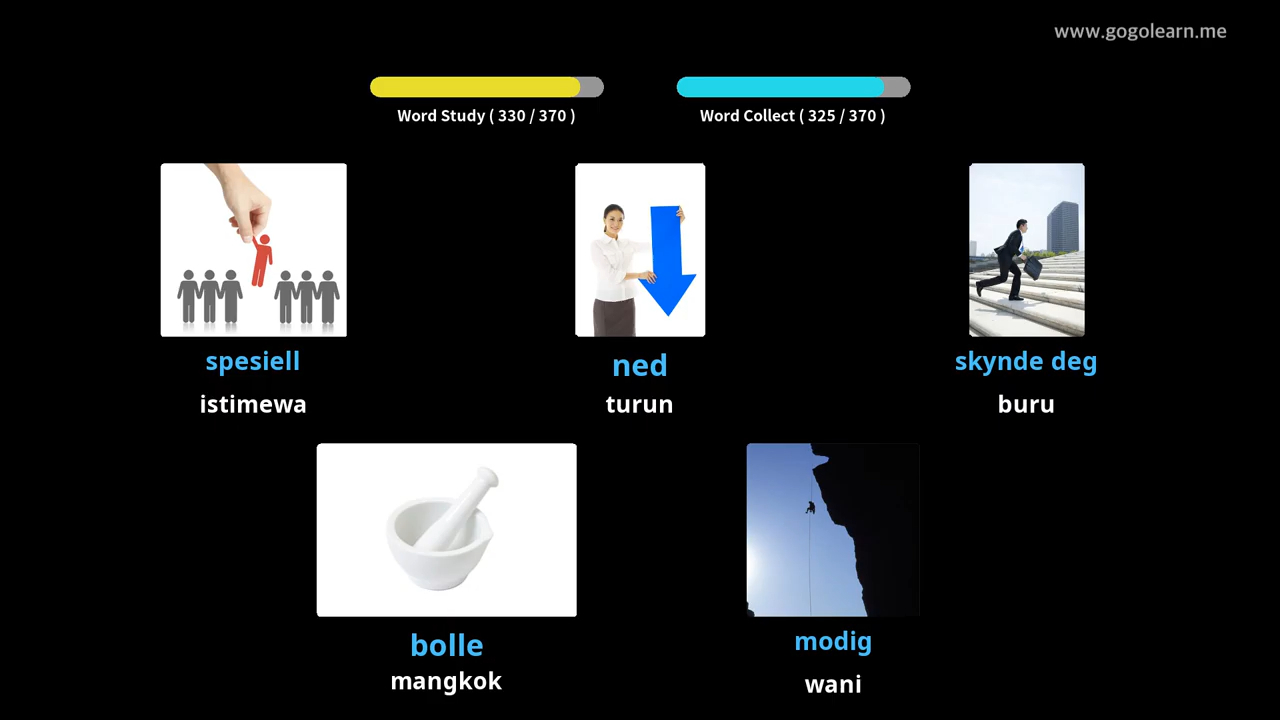 www.gogolearn.me
Word Study ( 330 / 370 )
Word Collect ( 325 / 370 )
spesiell
ned
skynde deg
istimewa
turun
buru
bolle
modig
mangkok
wani